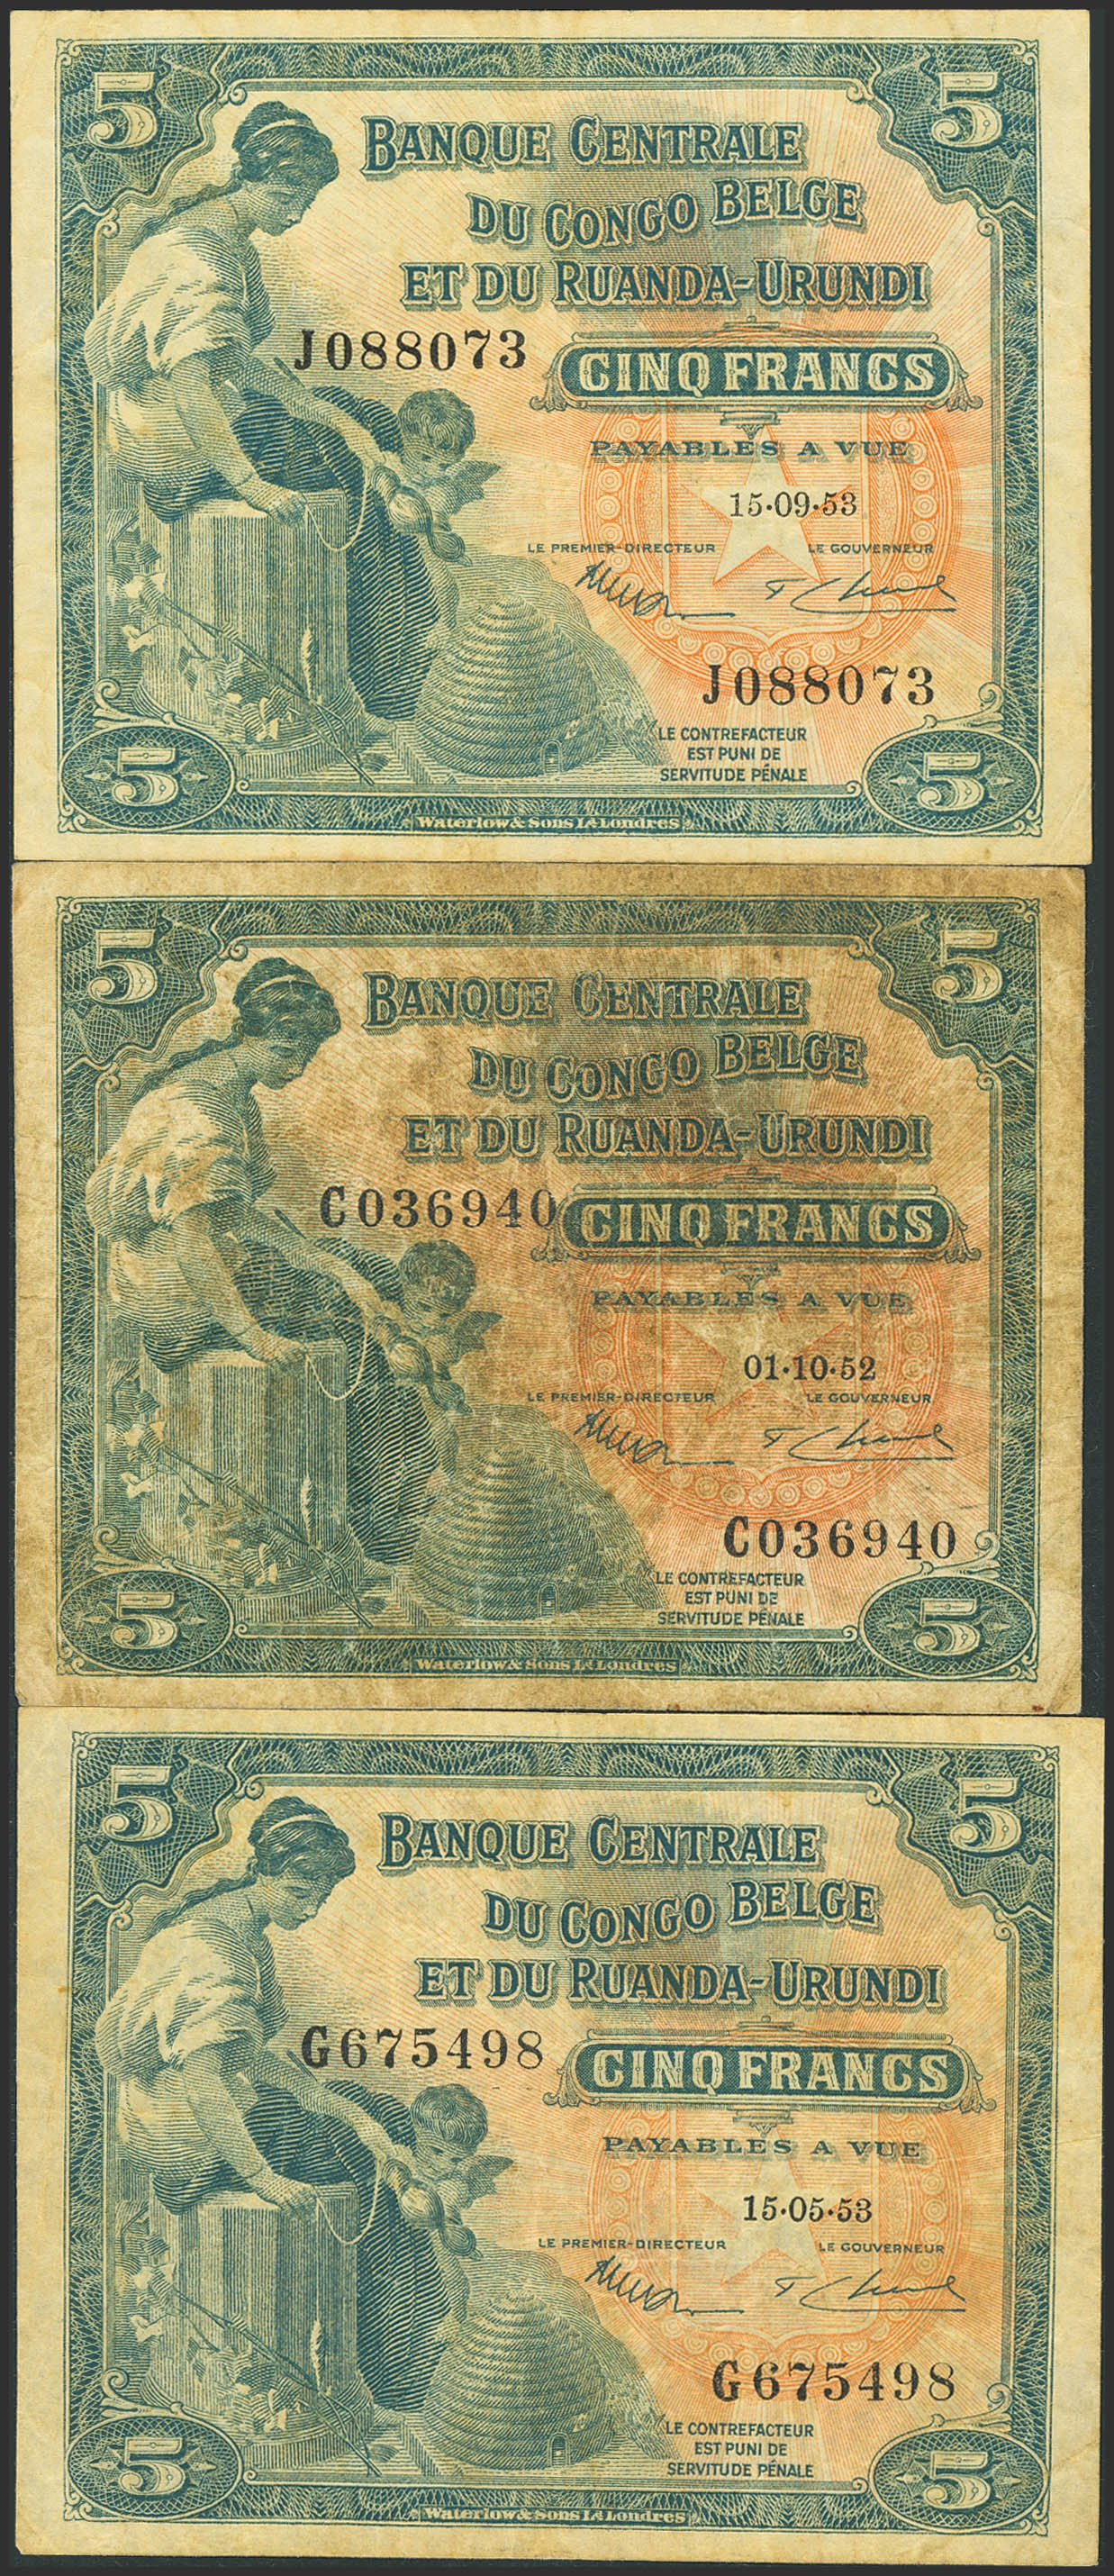 5 5
BANQUE CENTRALE
DU CONGO BELGE
ET DU RUANDA-URUNDI
J088073
CINQ FRANCS
PAYABLES A VUE
15·09·53
LE PREMIER-DIRECTEUR LE GOUVERNEUR
J088073
LE CONTREFACTEUR
EST PUNI DE
SERVITUDE PÉNALE
5 5
Waterlow & Sons Ld. Londres
5 5
BANQUE CENTRALE
DU CONGO BELGE
ET DU RUANDA-URUNDI
C036940
CINQ FRANCS
PAYABLES A VUE
01·10·52
LE PREMIER-DIRECTEUR LE GOUVERNEUR
C036940
LE CONTREFACTEUR
EST PUNI DE
SERVITUDE PÉNALE
5 5
Waterlow & Sons Ld. Londres
5 5
BANQUE CENTRALE
DU CONGO BELGE
ET DU RUANDA-URUNDI
G675498
CINQ FRANCS
PAYABLES A VUE
15·05·53
LE PREMIER-DIRECTEUR LE GOUVERNEUR
G675498
LE CONTREFACTEUR
EST PUNI DE
SERVITUDE PÉNALE
5 5
Waterlow & Sons Ld. Londres